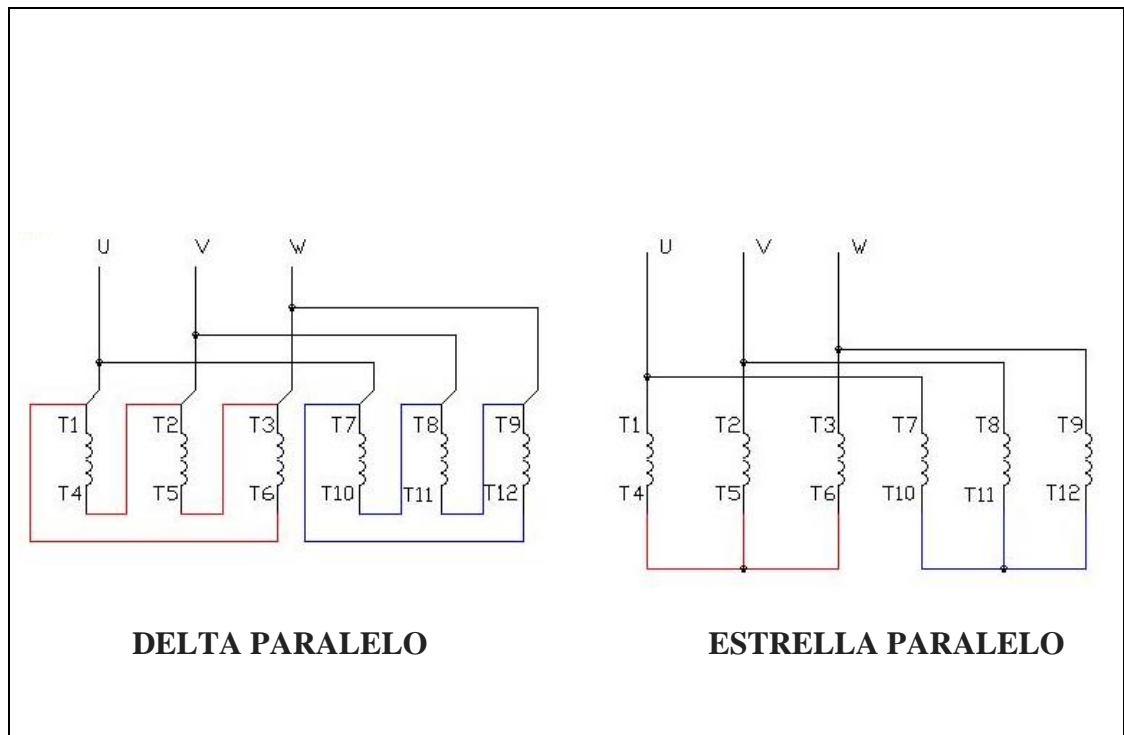 U V W
T1 T2 T3 T7 T8 T9
T4 T5 T6 T10 T11 T12
DELTA PARALELO
U V W
T1 T2 T3 T7 T8 T9
T4 T5 T6 T10 T11 T12
ESTRELLA PARALELO